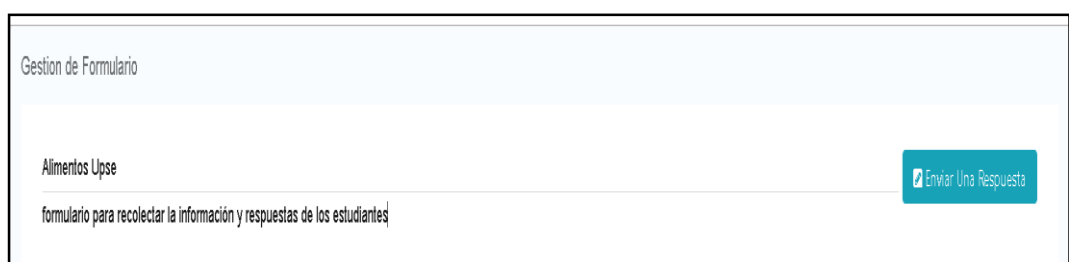 Gestion de Formulario
Alimentos Upse
Enviar Una Respuesta
formulario para recolectar la información y respuestas de los estudiantes